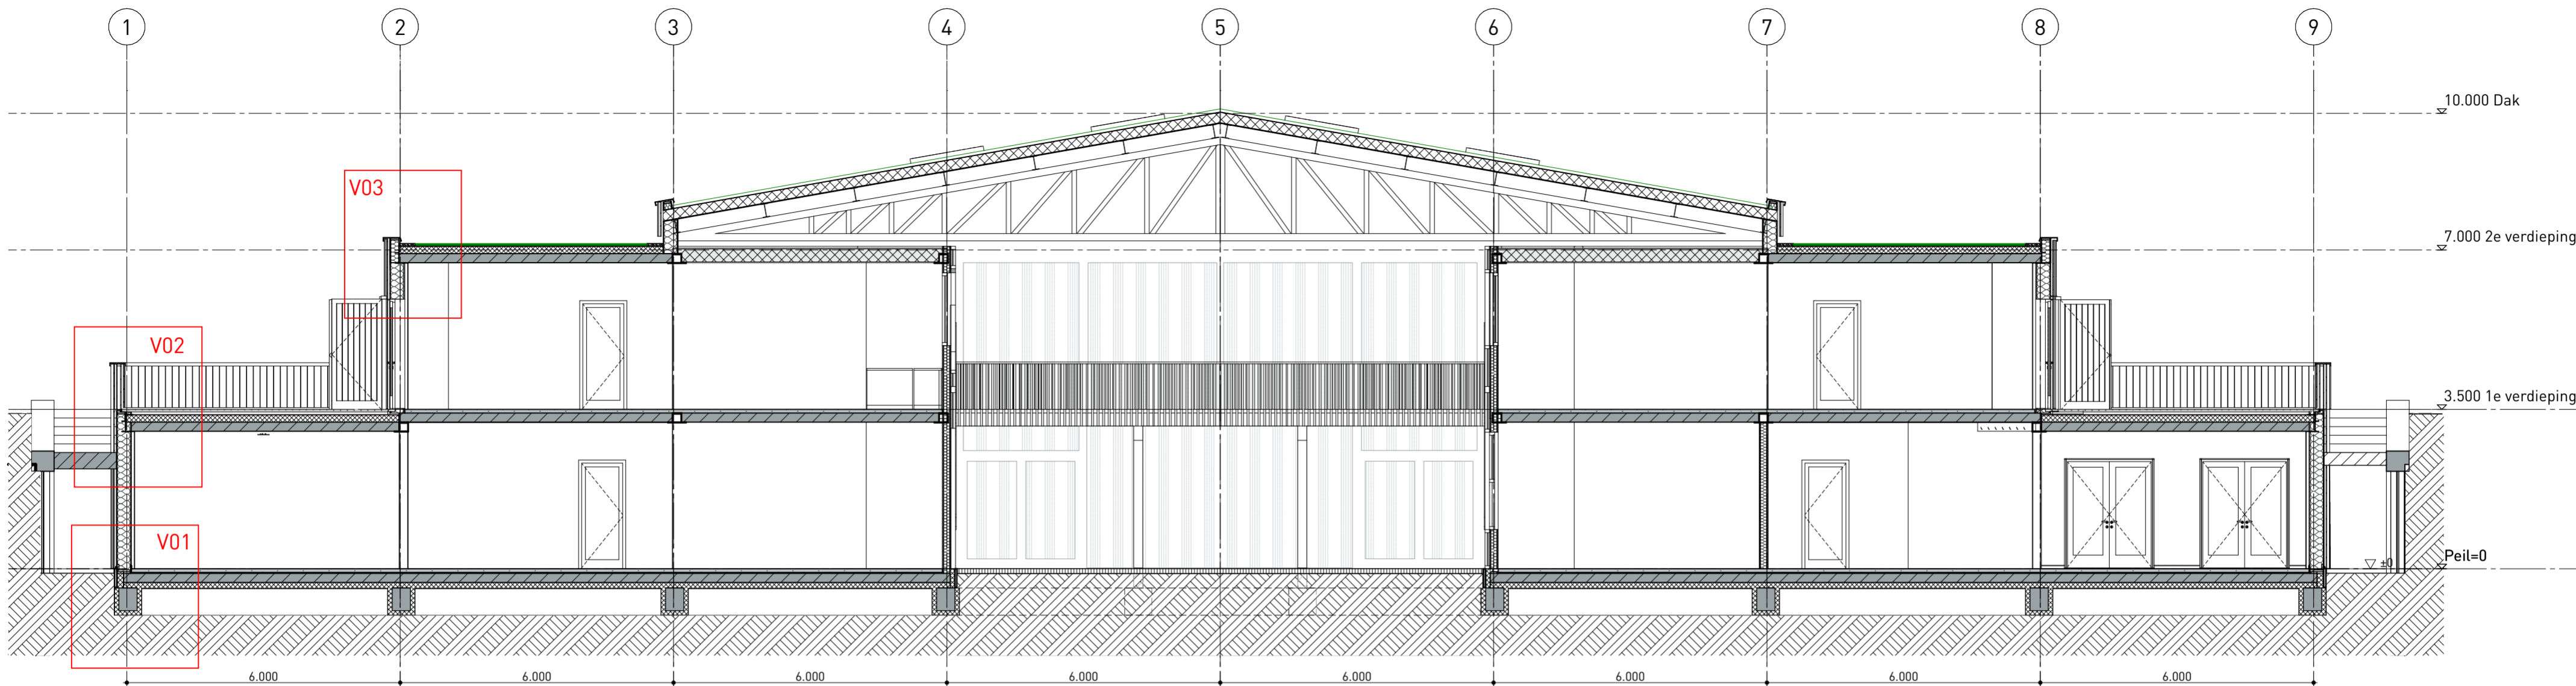 1 2 3 4 5 6 7 8 9
10.000 Dak
V03
7.000 2e verdieping
V02
3.500 1e verdieping
V01
Peil=0
±0
6.000 6.000 6.000 6.000 6.000 6.000 6.000 6.000